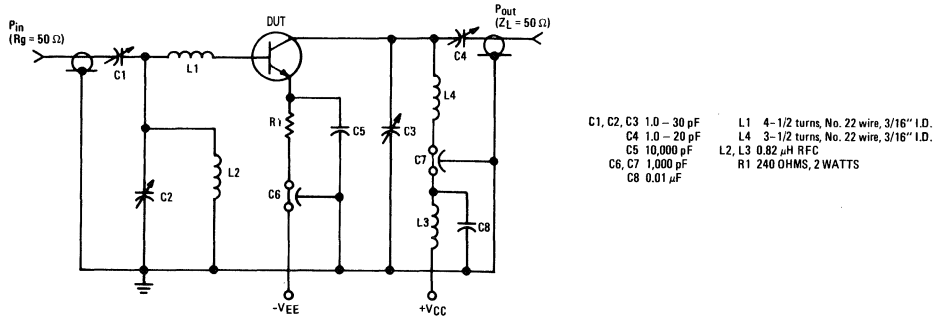 Pin
(Rg = 50 Ω)
DUT
Pout
(ZL = 50 Ω)
C1
L1
C4
L4
R1
C5
C3
C7
C2
L2
C6
L3
C8
-VEE
+VCC
C1, C2, C3 1.0 – 30 pF
C4 1.0 – 20 pF
C5 10,000 pF
C6, C7 1,000 pF
C8 0.01 μF
L1 4-1/2 turns, No. 22 wire, 3/16" I.D.
L4 3-1/2 turns, No. 22 wire, 3/16" I.D.
L2, L3 0.82 μH RFC
R1 240 OHMS, 2 WATTS